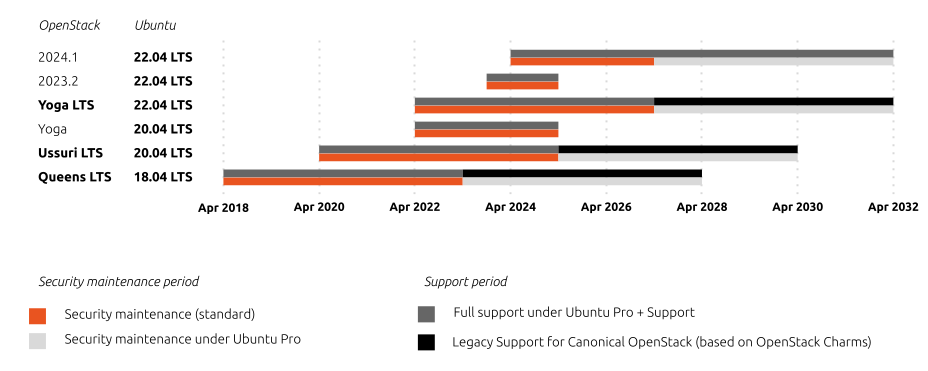 OpenStack Ubuntu
2024.1 22.04 LTS
2023.2 22.04 LTS
Yoga LTS 22.04 LTS
Yoga 20.04 LTS
Ussuri LTS 20.04 LTS
Queens LTS 18.04 LTS
Apr 2018 Apr 2020 Apr 2022 Apr 2024 Apr 2026 Apr 2028 Apr 2030 Apr 2032
Security maintenance period
Security maintenance (standard)
Security maintenance under Ubuntu Pro
Support period
Full support under Ubuntu Pro + Support
Legacy Support for Canonical OpenStack (based on OpenStack Charms)